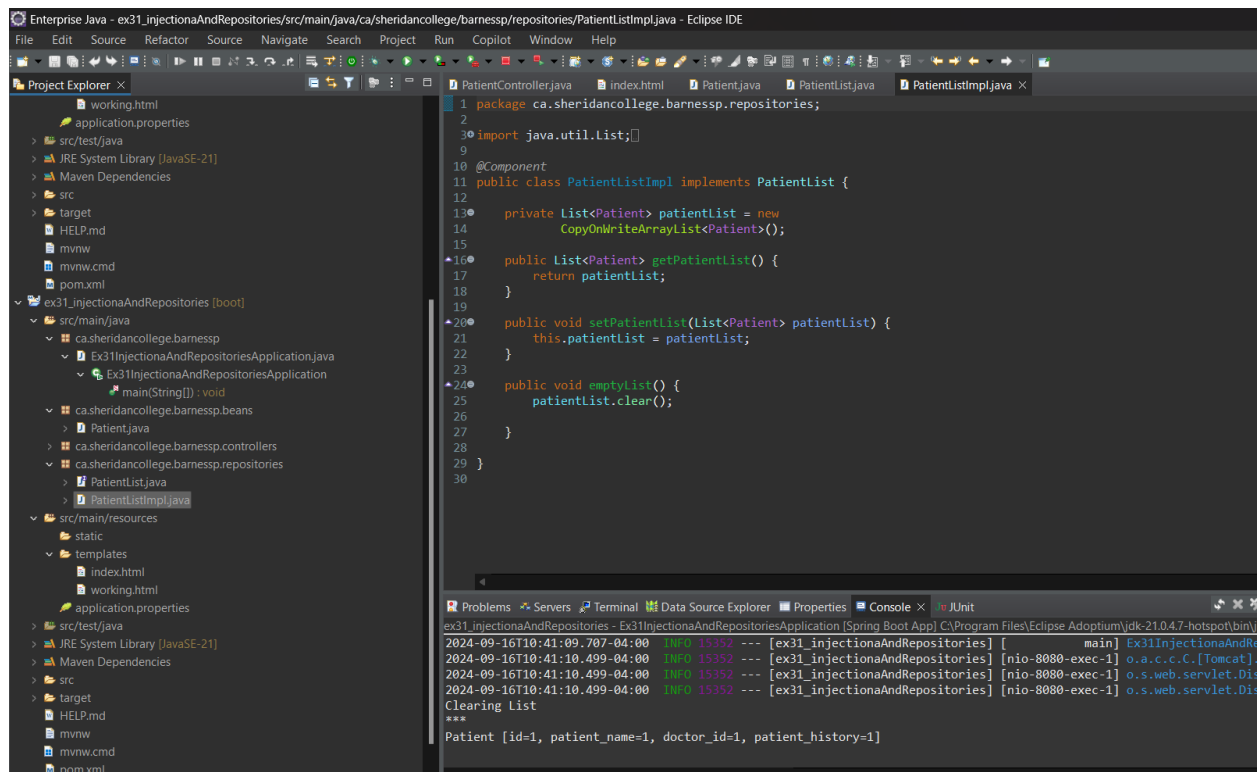 Enterprise Java - ex31_injectionaAndRepositories/src/main/java/ca/sheridancollege/barnessp/repositories/PatientListImpl.java - Eclipse IDE
File Edit Source Refactor Source Navigate Search Project Run Copilot Window Help
Project Explorer
working.html
application.properties
src/test/java
JRE System Library [JavaSE-21]
Maven Dependencies
src
target
HELP.md
mvnw
mvnw.cmd
pom.xml
ex31_injectionaAndRepositories [boot]
src/main/java
ca.sheridancollege.barnessp
Ex31InjectionaAndRepositoriesApplication.java
Ex31InjectionaAndRepositoriesApplication
main(String[]) : void
ca.sheridancollege.barnessp.beans
Patient.java
ca.sheridancollege.barnessp.controllers
ca.sheridancollege.barnessp.repositories
PatientList.java
PatientListImpl.java
src/main/resources
static
templates
index.html
working.html
application.properties
src/test/java
JRE System Library [JavaSE-21]
Maven Dependencies
src
target
HELP.md
mvnw
mvnw.cmd
pom.xml
PatientController.java index.html Patient.java PatientList.java PatientListImpl.java
1 package ca.sheridancollege.barnessp.repositories;
2
3 import java.util.List;
9
10 @Component
11 public class PatientListImpl implements PatientList {
12
13 private List<Patient> patientList = new
14 CopyOnWriteArrayList<Patient>();
15
16 public List<Patient> getPatientList() {
17 return patientList;
18 }
19
20 public void setPatientList(List<Patient> patientList) {
21 this.patientList = patientList;
22 }
23
24 public void emptyList() {
25 patientList.clear();
26
27 }
28
29 }
30
Problems Servers Terminal Data Source Explorer Properties Console JUnit
ex31_injectionaAndRepositories - Ex31InjectionaAndRepositoriesApplication [Spring Boot App] C:\Program Files\Eclipse Adoptium\jdk-21.0.4.7-hotspot\bin\j
2024-09-16T10:41:09.707-04:00 INFO 15352 --- [ex31_injectionaAndRepositories] [ main] Ex31InjectionaAndRe
2024-09-16T10:41:10.499-04:00 INFO 15352 --- [ex31_injectionaAndRepositories] [nio-8080-exec-1] o.a.c.c.C.[Tomcat].
2024-09-16T10:41:10.499-04:00 INFO 15352 --- [ex31_injectionaAndRepositories] [nio-8080-exec-1] o.s.web.servlet.Dis
2024-09-16T10:41:10.499-04:00 INFO 15352 --- [ex31_injectionaAndRepositories] [nio-8080-exec-1] o.s.web.servlet.Dis
Clearing List
***
Patient [id=1, patient_name=1, doctor_id=1, patient_history=1]